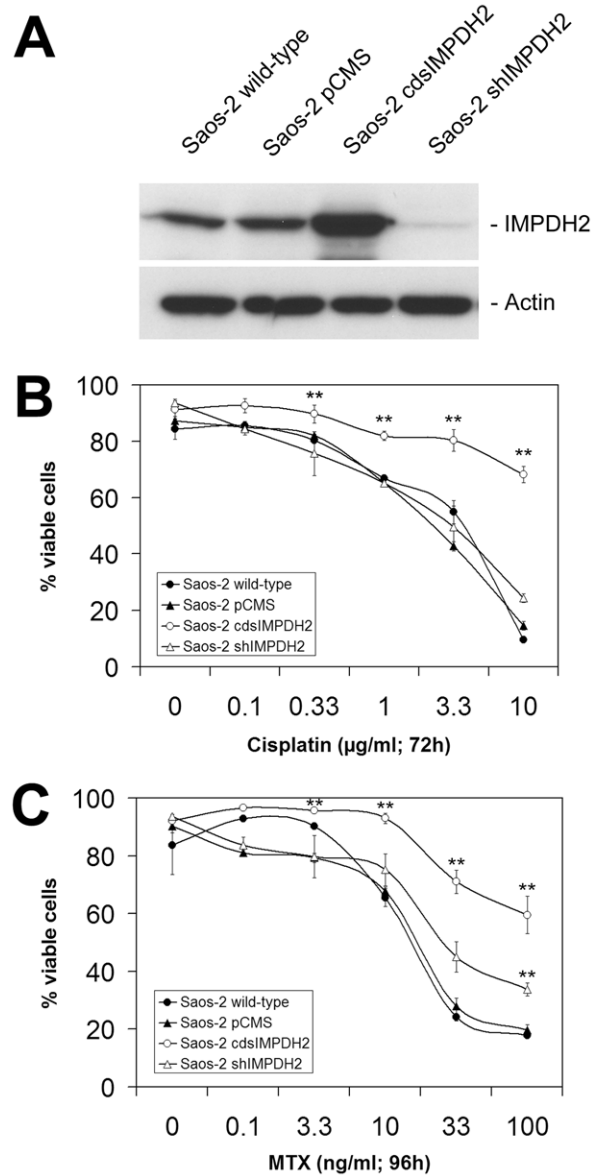 A
Saos-2 wild-type
Saos-2 pCMS
Saos-2 cdsIMPDH2
Saos-2 shIMPDH2
- IMPDH2
- Actin
B
100
80
60
40
20
0
% viable cells
** ** ** **
Saos-2 wild-type
Saos-2 pCMS
Saos-2 cdsIMPDH2
Saos-2 shIMPDH2
0 0.1 0.33 1 3.3 10
Cisplatin (µg/ml; 72h)
C
100
80
60
40
20
0
% viable cells
** ** ** **
**
Saos-2 wild-type
Saos-2 pCMS
Saos-2 cdsIMPDH2
Saos-2 shIMPDH2
0 0.1 3.3 10 33 100
MTX (ng/ml; 96h)